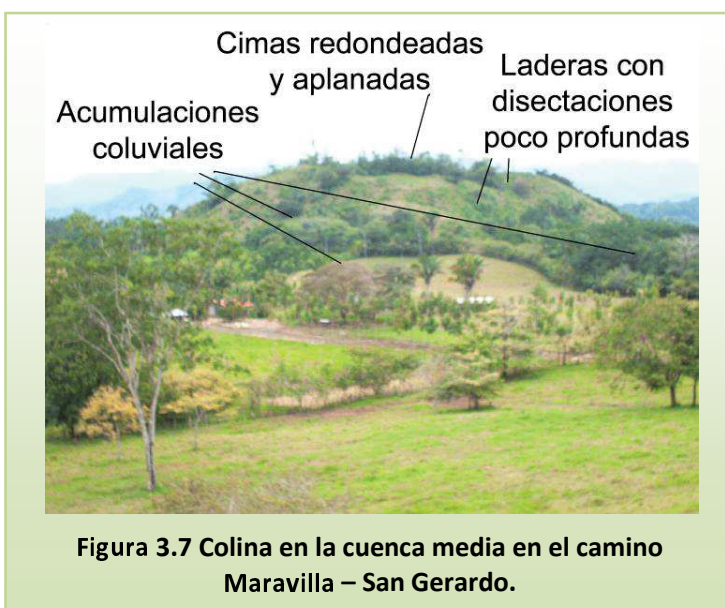 Cimas redondeadas
y aplanadas
Laderas con
disectaciones
poco profundas
Acumulaciones
coluviales
Figura 3.7 Colina en la cuenca media en el camino
Maravilla – San Gerardo.